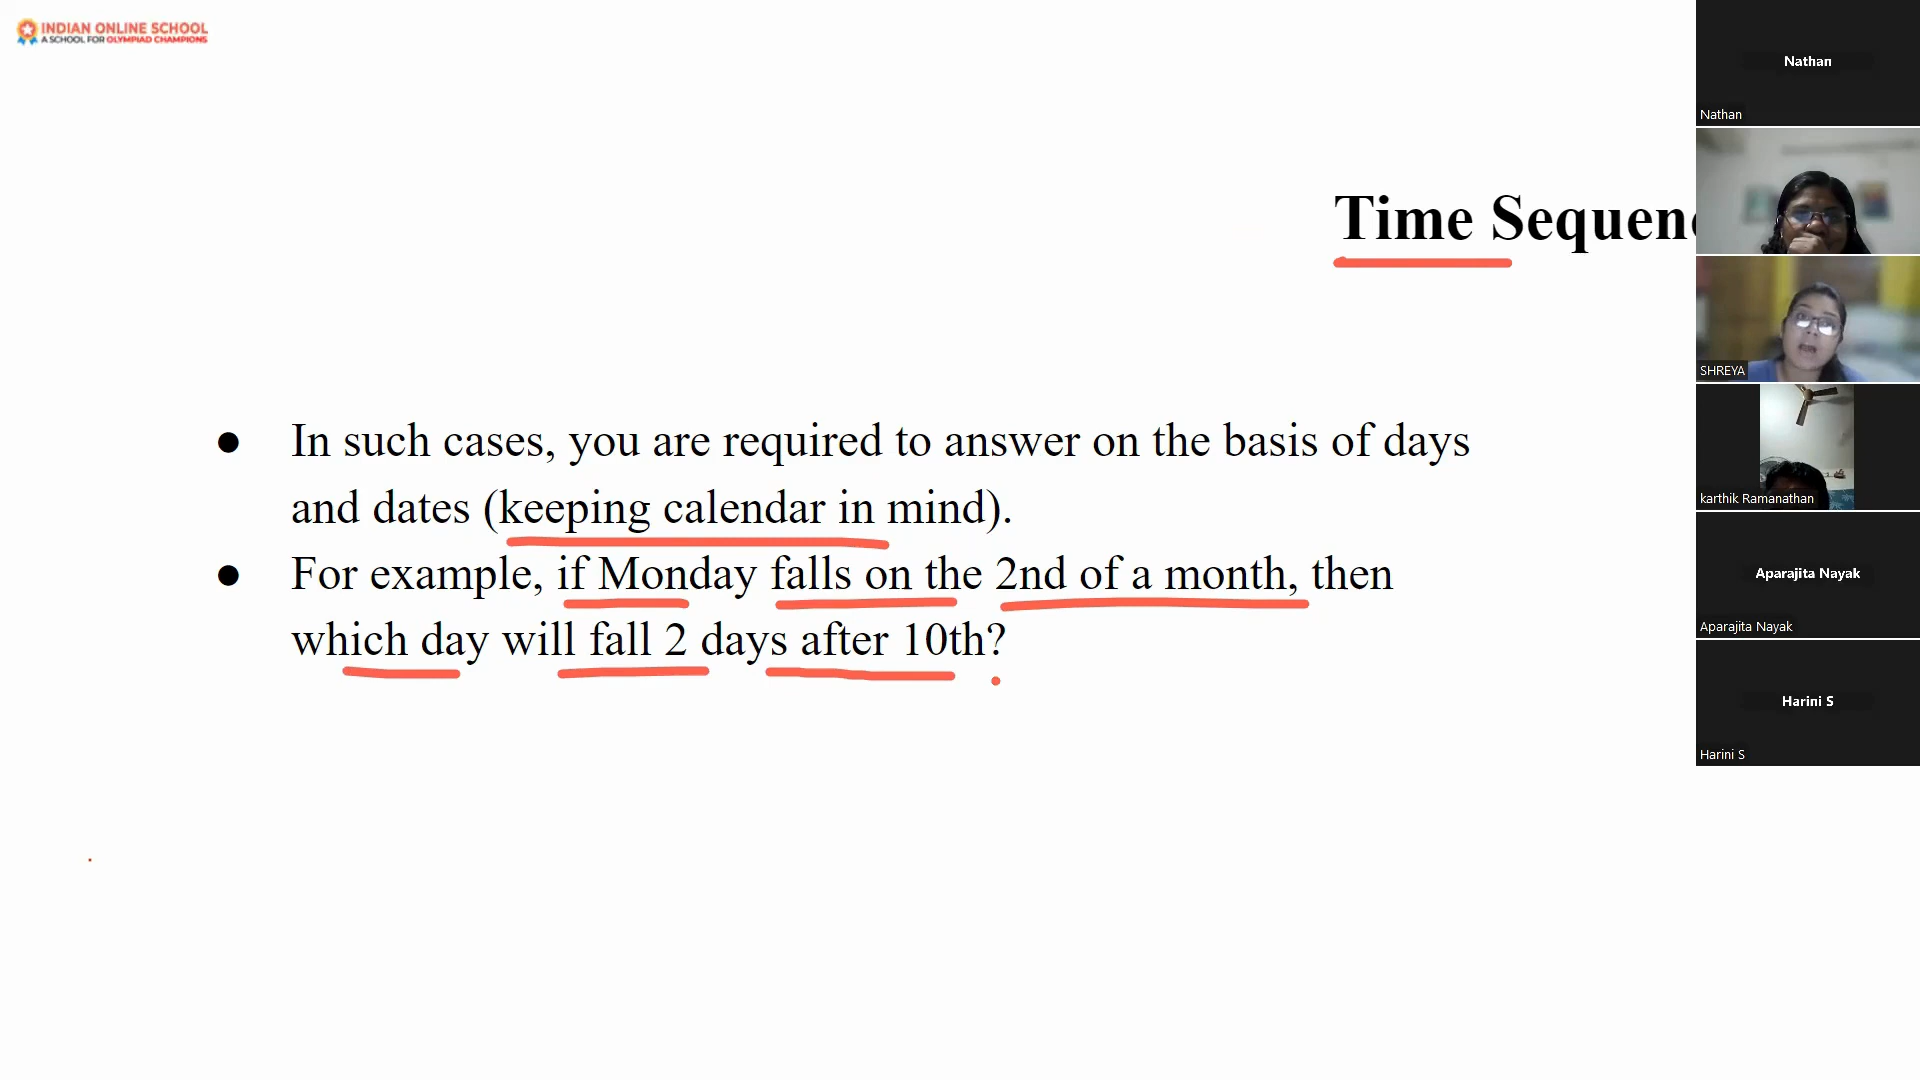 INDIAN ONLINE SCHOOL
A SCHOOL FOR OLYMPIAD CHAMPIONS
Time Sequenc
● In such cases, you are required to answer on the basis of days
and dates (keeping calendar in mind).
● For example, if Monday falls on the 2nd of a month, then
which day will fall 2 days after 10th?
Nathan
Nathan
SHREYA
karthik Ramanathan
Aparajita Nayak
Aparajita Nayak
Harini S
Harini S